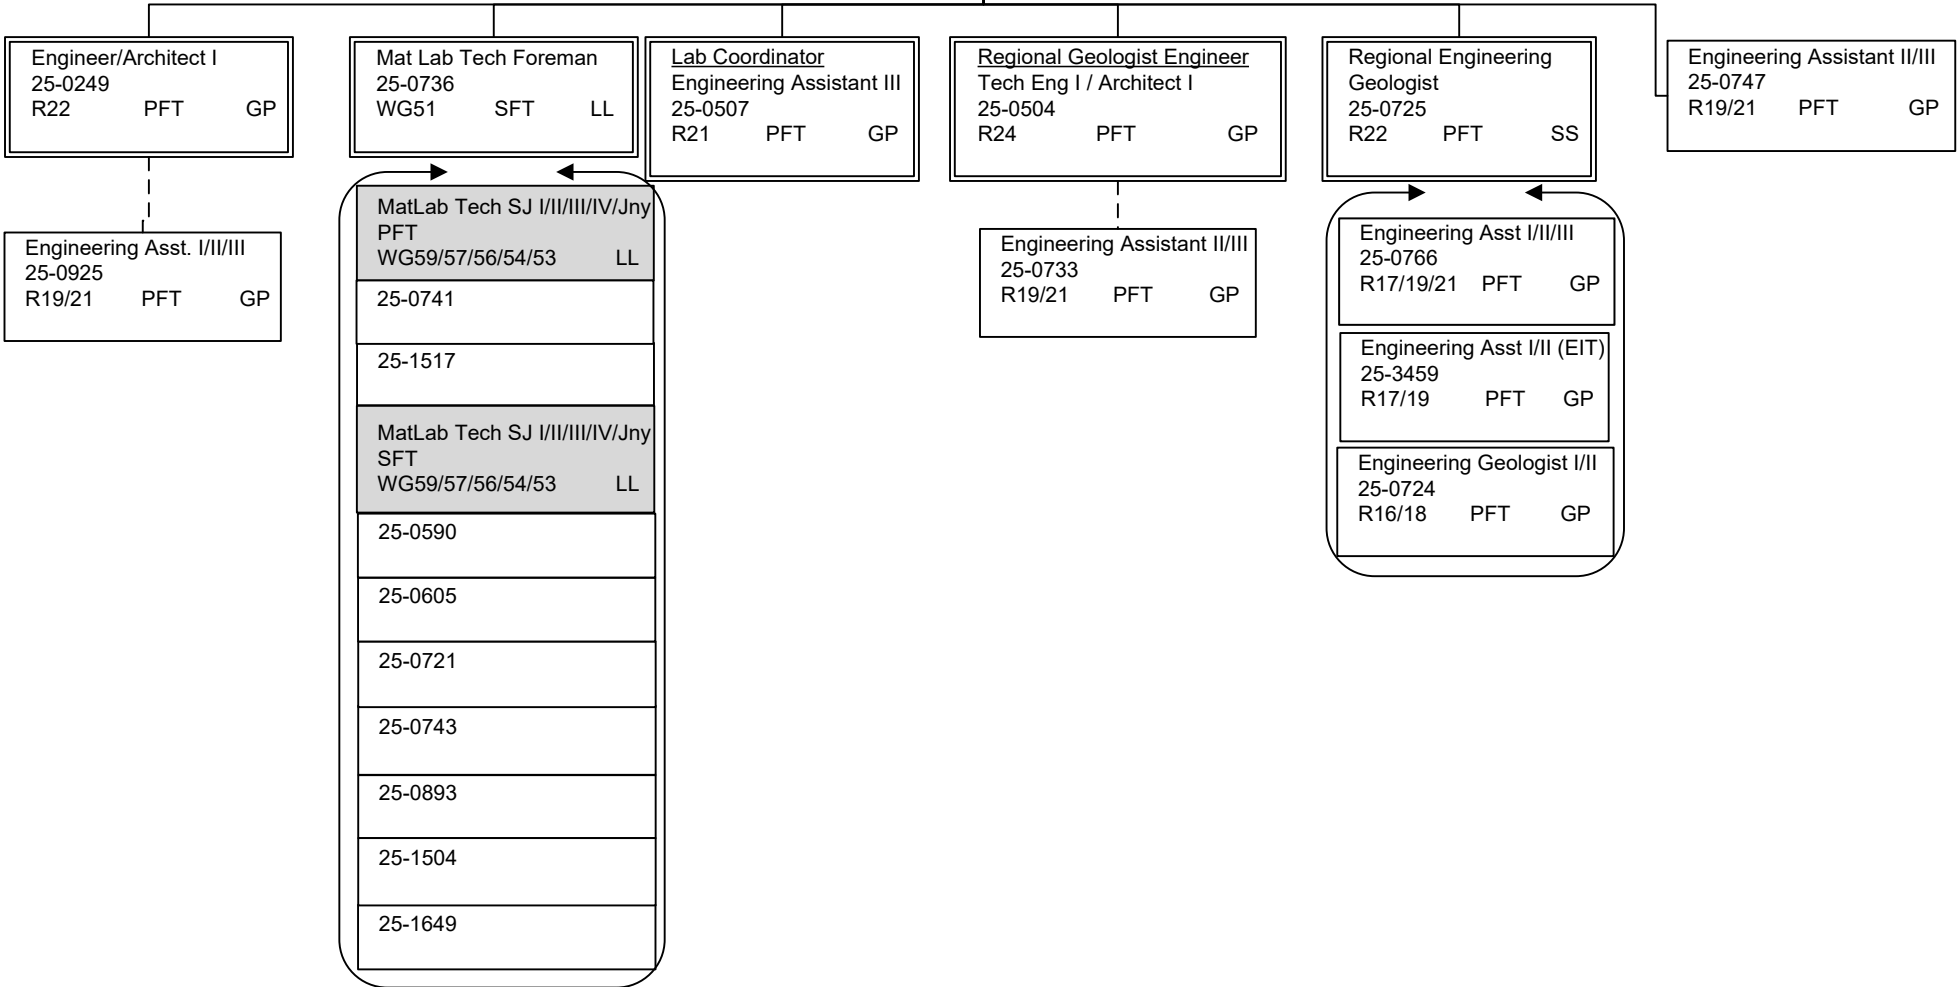 Engineer/Architect I
25-0249
R22 PFT GP
Mat Lab Tech Foreman
25-0736
WG51 SFT LL
Lab Coordinator
Engineering Assistant III
25-0507
R21 PFT GP
Regional Geologist Engineer
Tech Eng I / Architect I
25-0504
R24 PFT GP
Regional Engineering
Geologist
25-0725
R22 PFT SS
Engineering Assistant II/III
25-0747
R19/21 PFT GP
Engineering Asst. I/II/III
25-0925
R19/21 PFT GP
MatLab Tech SJ I/II/III/IV/Jny
PFT
WG59/57/56/54/53 LL
25-0741
25-1517
MatLab Tech SJ I/II/III/IV/Jny
SFT
WG59/57/56/54/53 LL
25-0590
25-0605
25-0721
25-0743
25-0893
25-1504
25-1649
Engineering Assistant II/III
25-0733
R19/21 PFT GP
Engineering Asst I/II/III
25-0766
R17/19/21 PFT GP
Engineering Asst I/II (EIT)
25-3459
R17/19 PFT GP
Engineering Geologist I/II
25-0724
R16/18 PFT GP